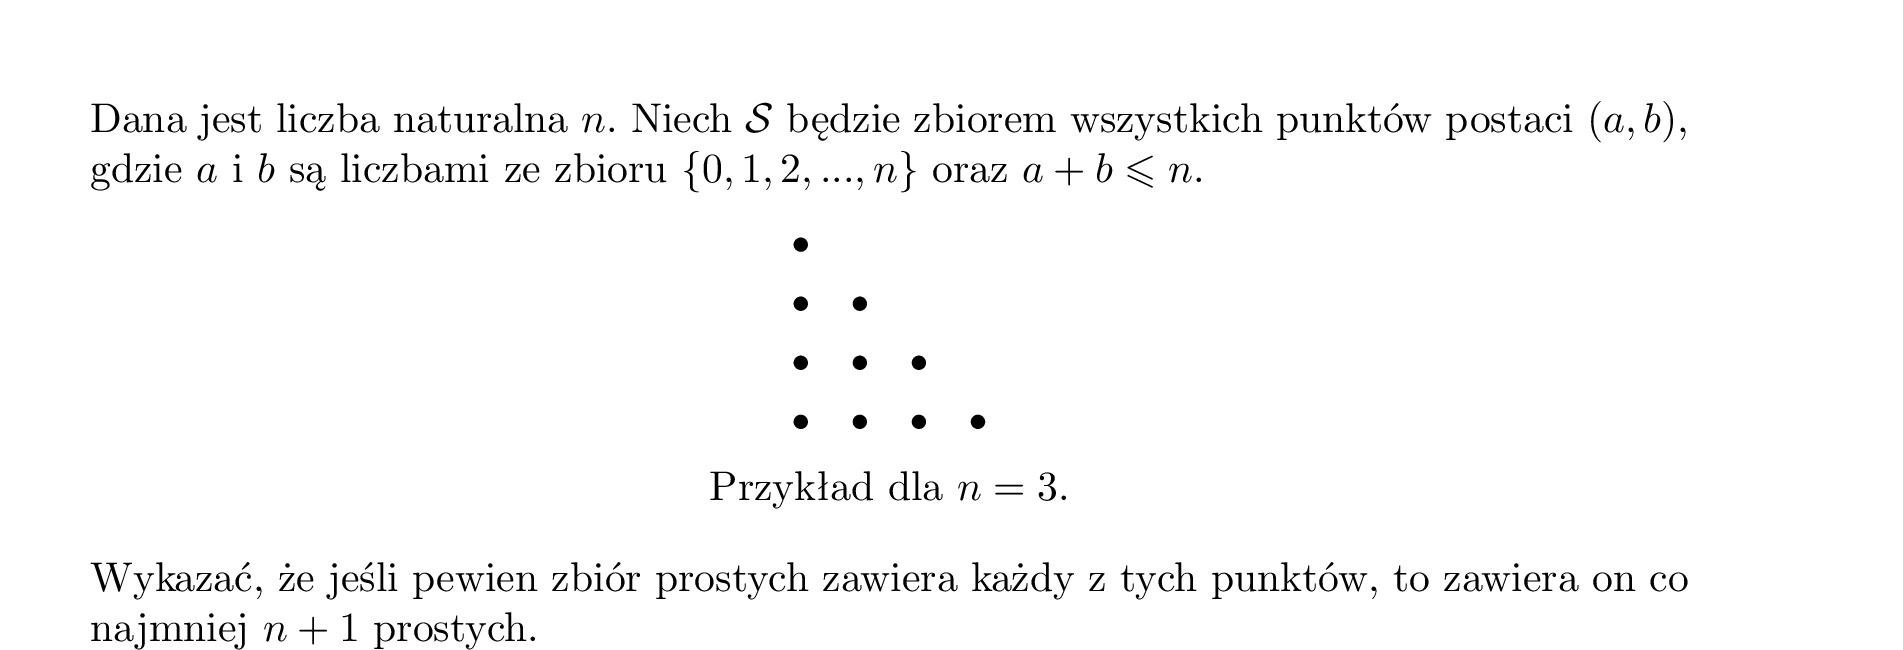 Dana jest liczba naturalna n. Niech 𝒮 będzie zbiorem wszystkich punktów postaci (a, b),
gdzie a i b są liczbami ze zbioru {0, 1, 2, ..., n} oraz a + b ⩽ n.
Przykład dla n = 3.
Wykazać, że jeśli pewien zbiór prostych zawiera każdy z tych punktów, to zawiera on co
najmniej n + 1 prostych.